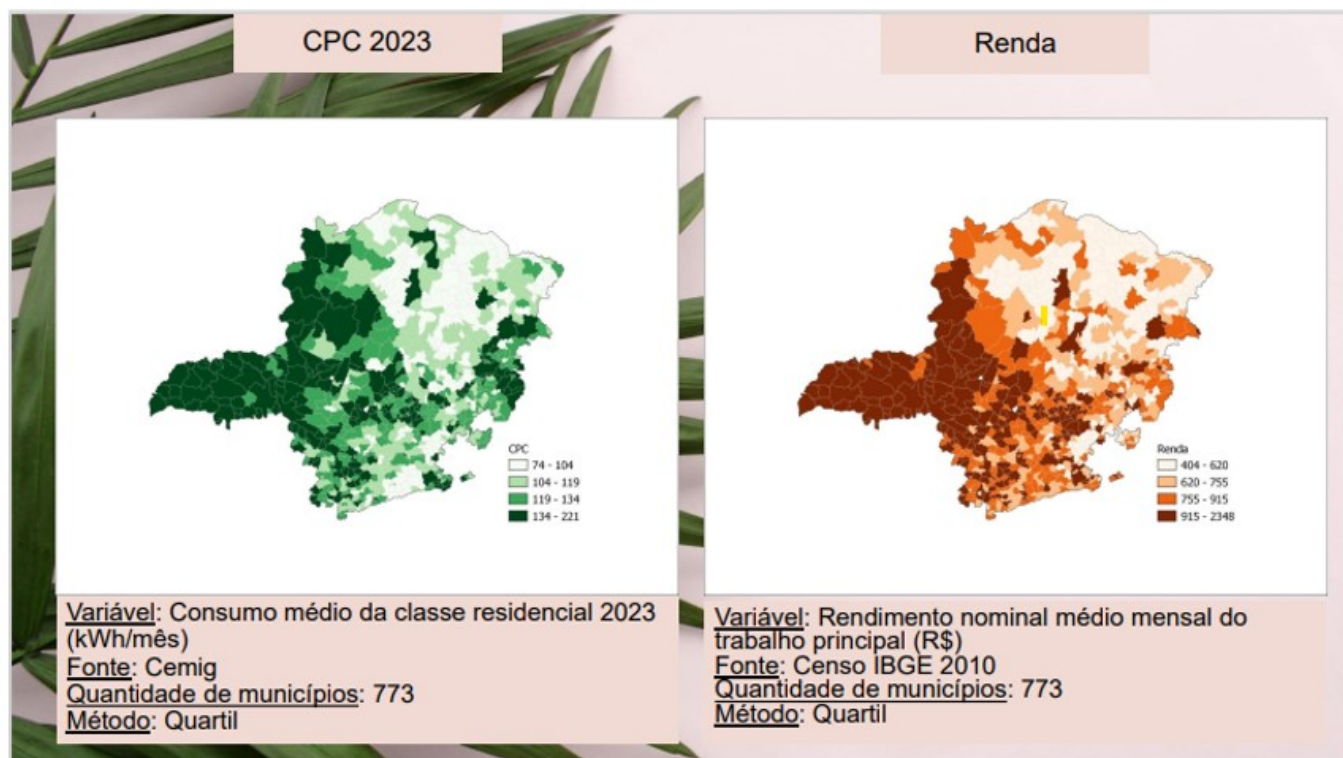 CPC 2023
Renda
CPC
74 - 104
104 - 119
119 - 134
134 - 221
Renda
404 - 620
620 - 755
755 - 915
915 - 2348
Variável: Consumo médio da classe residencial 2023
(kWh/mês)
Fonte: Cemig
Quantidade de municípios: 773
Método: Quartil
Variável: Rendimento nominal médio mensal do
trabalho principal (R$)
Fonte: Censo IBGE 2010
Quantidade de municípios: 773
Método: Quartil